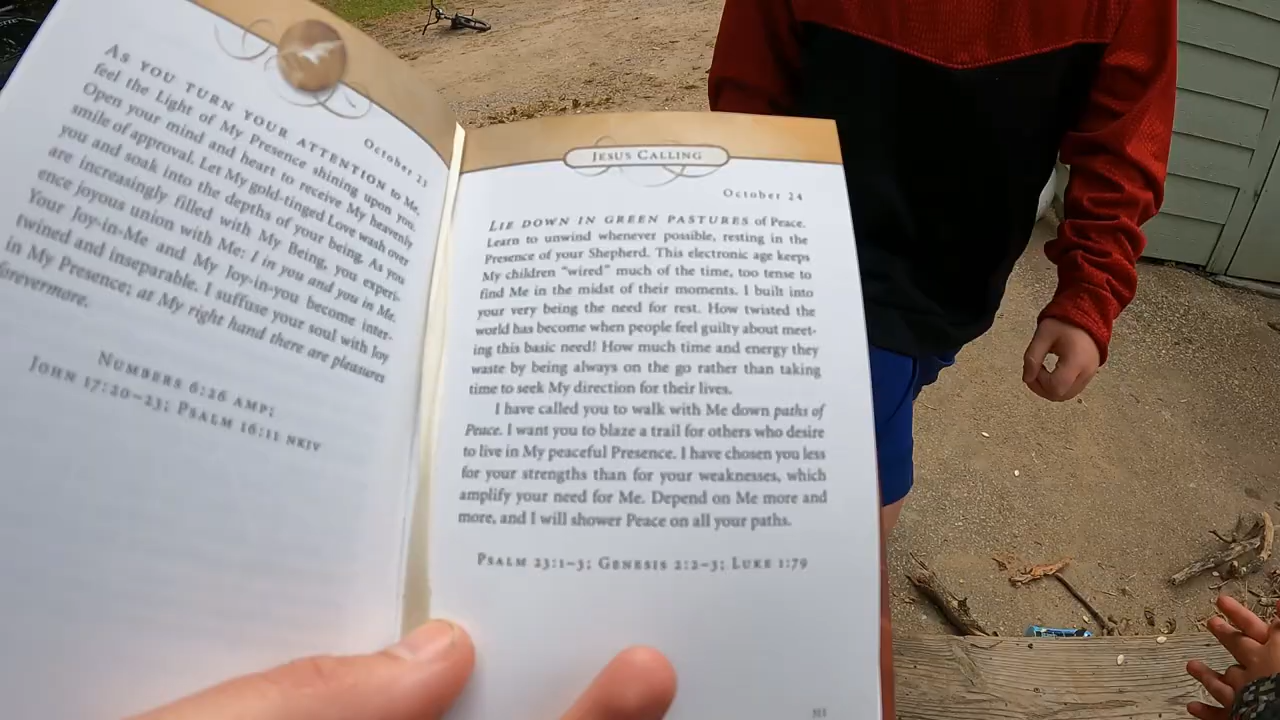 October 23
AS YOU TURN YOUR ATTENTION to Me,
feel the Light of My Presence shining upon you.
Open your mind and heart to receive My heavenly
smile of approval. Let My gold-tinged Love wash over
you and soak into the depths of your being. As you
are increasingly filled with My Being, you experi-
ence joyous union with Me: I in you and you in Me.
Your Joy-in-Me and My Joy-in-you become inter-
twined and inseparable. I suffuse your soul with Joy
in My Presence; at My right hand there are pleasures
forevermore.
NUMBERS 6:26 AMP;
JOHN 17:20–23; PSALM 16:11 NKJV
JESUS CALLING
October 24
LIE DOWN IN GREEN PASTURES of Peace.
Learn to unwind whenever possible, resting in the
Presence of your Shepherd. This electronic age keeps
My children "wired" much of the time, too tense to
find Me in the midst of their moments. I built into
your very being the need for rest. How twisted the
world has become when people feel guilty about meet-
ing this basic need! How much time and energy they
waste by being always on the go rather than taking
time to seek My direction for their lives.
I have called you to walk with Me down paths of
Peace. I want you to blaze a trail for others who desire
to live in My peaceful Presence. I have chosen you less
for your strengths than for your weaknesses, which
amplify your need for Me. Depend on Me more and
more, and I will shower Peace on all your paths.
PSALM 23:1–3; GENESIS 2:2–3; LUKE 1:79